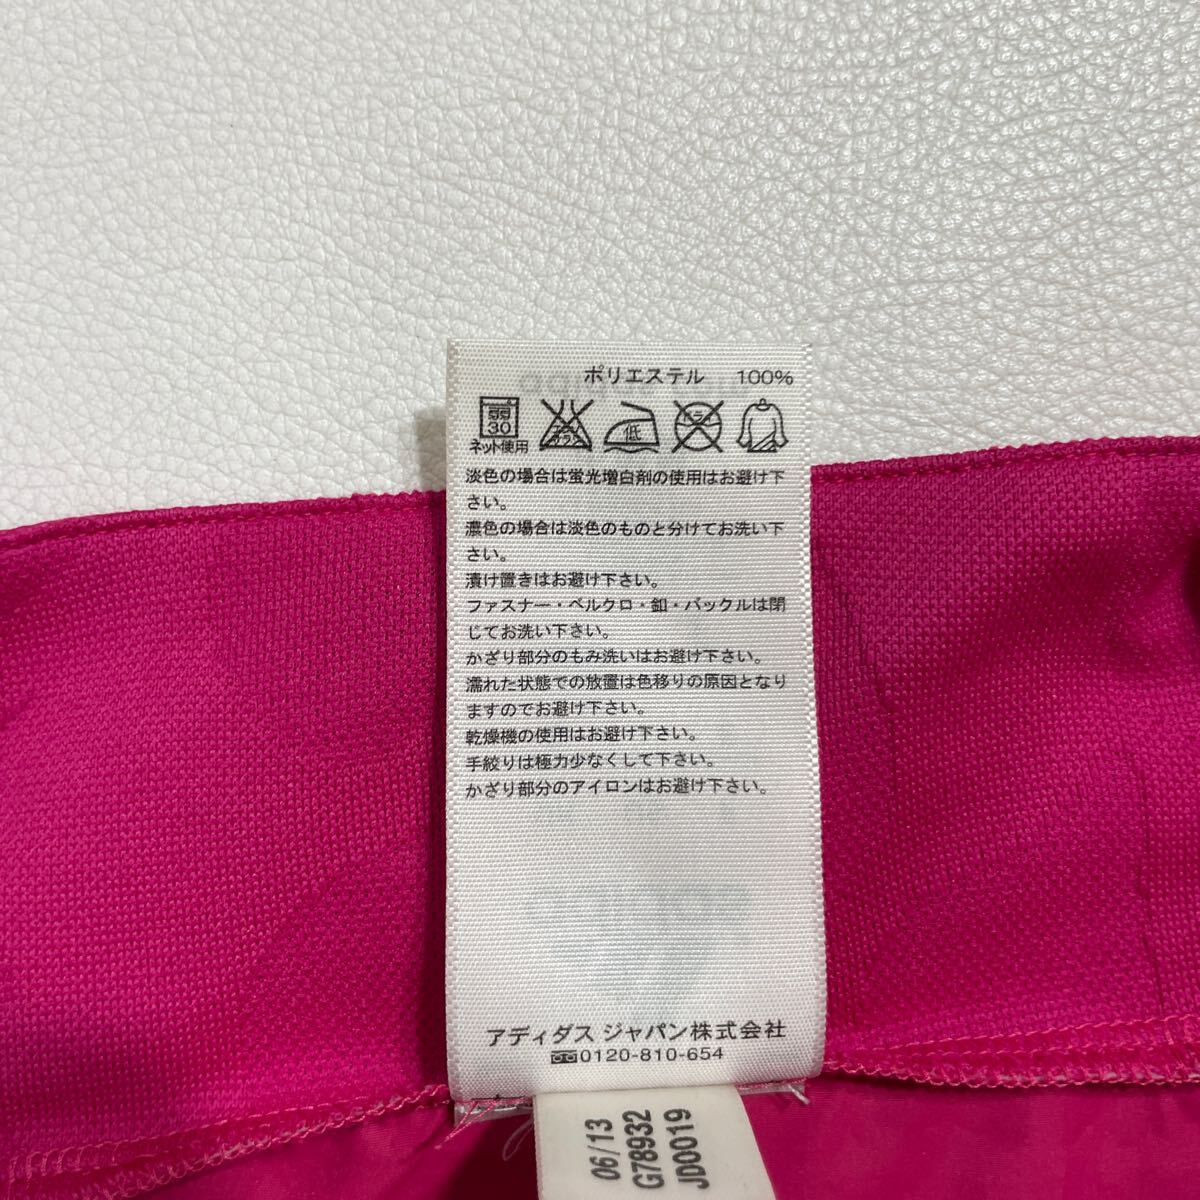 ポリエステル 100%
弱
30
ネット使用
エンソ
サラシ
低
ドライ
淡色の場合は蛍光増白剤の使用はお避け下
さい。
濃色の場合は淡色のものと分けてお洗い下
さい。
漬け置きはお避け下さい。
ファスナー・ベルクロ・釦・バックルは閉
じてお洗い下さい。
かざり部分のもみ洗いはお避け下さい。
濡れた状態での放置は色移りの原因となり
ますのでお避け下さい。
乾燥機の使用はお避け下さい。
手絞りは極力少なくして下さい。
かざり部分のアイロンはお避け下さい。
アディダス ジャパン株式会社
0120-810-654
06/13
G78932
JD0019